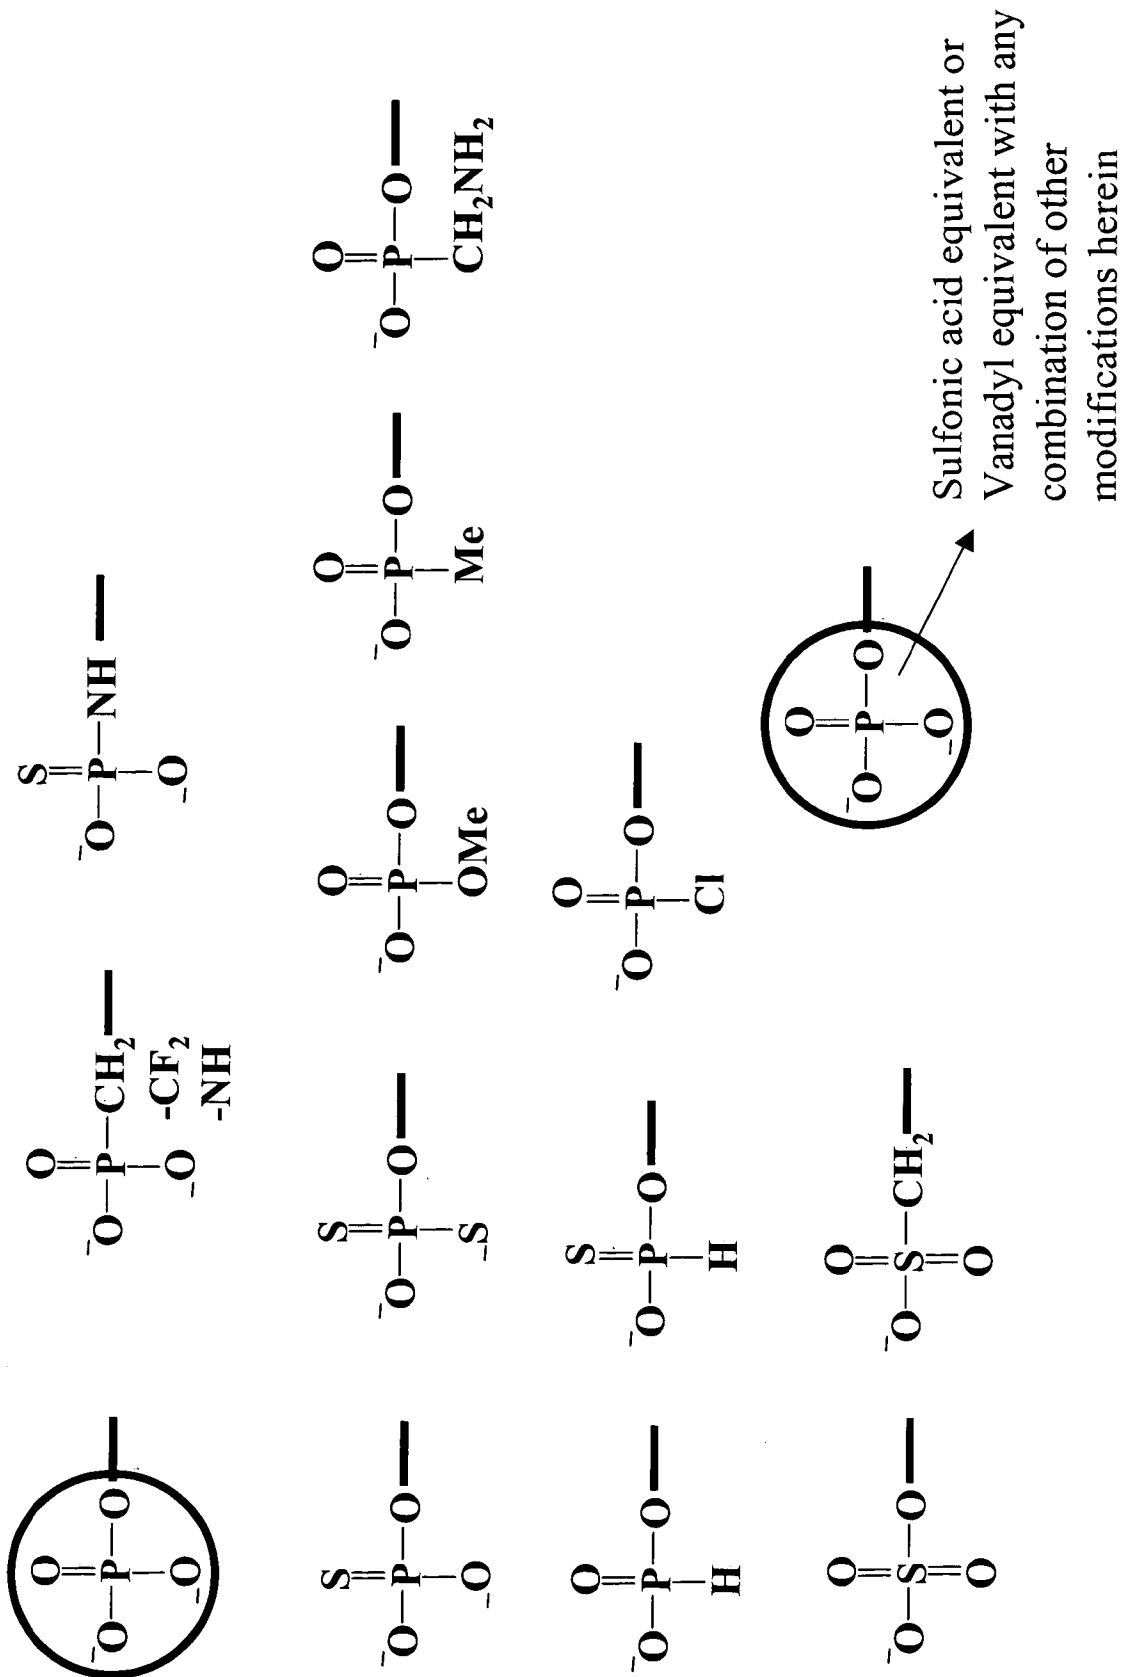 O O S
⁻O–P–O ⁻O–P–CH₂ ⁻O–P–NH
⁻O ⁻O -CF₂ ⁻O
-NH
S S O O O
⁻O–P–O ⁻O–P–O ⁻O–P–O ⁻O–P–O ⁻O–P–O
⁻O ⁻S OMe Me CH₂NH₂
O S O
⁻O–P–O ⁻O–P–O ⁻O–P–O
H H Cl
O O O
⁻O–S–O ⁻O–S–CH₂ ⁻O–P–O
O O ⁻O
Sulfonic acid equivalent or
Vanadyl equivalent with any
combination of other
modifications herein